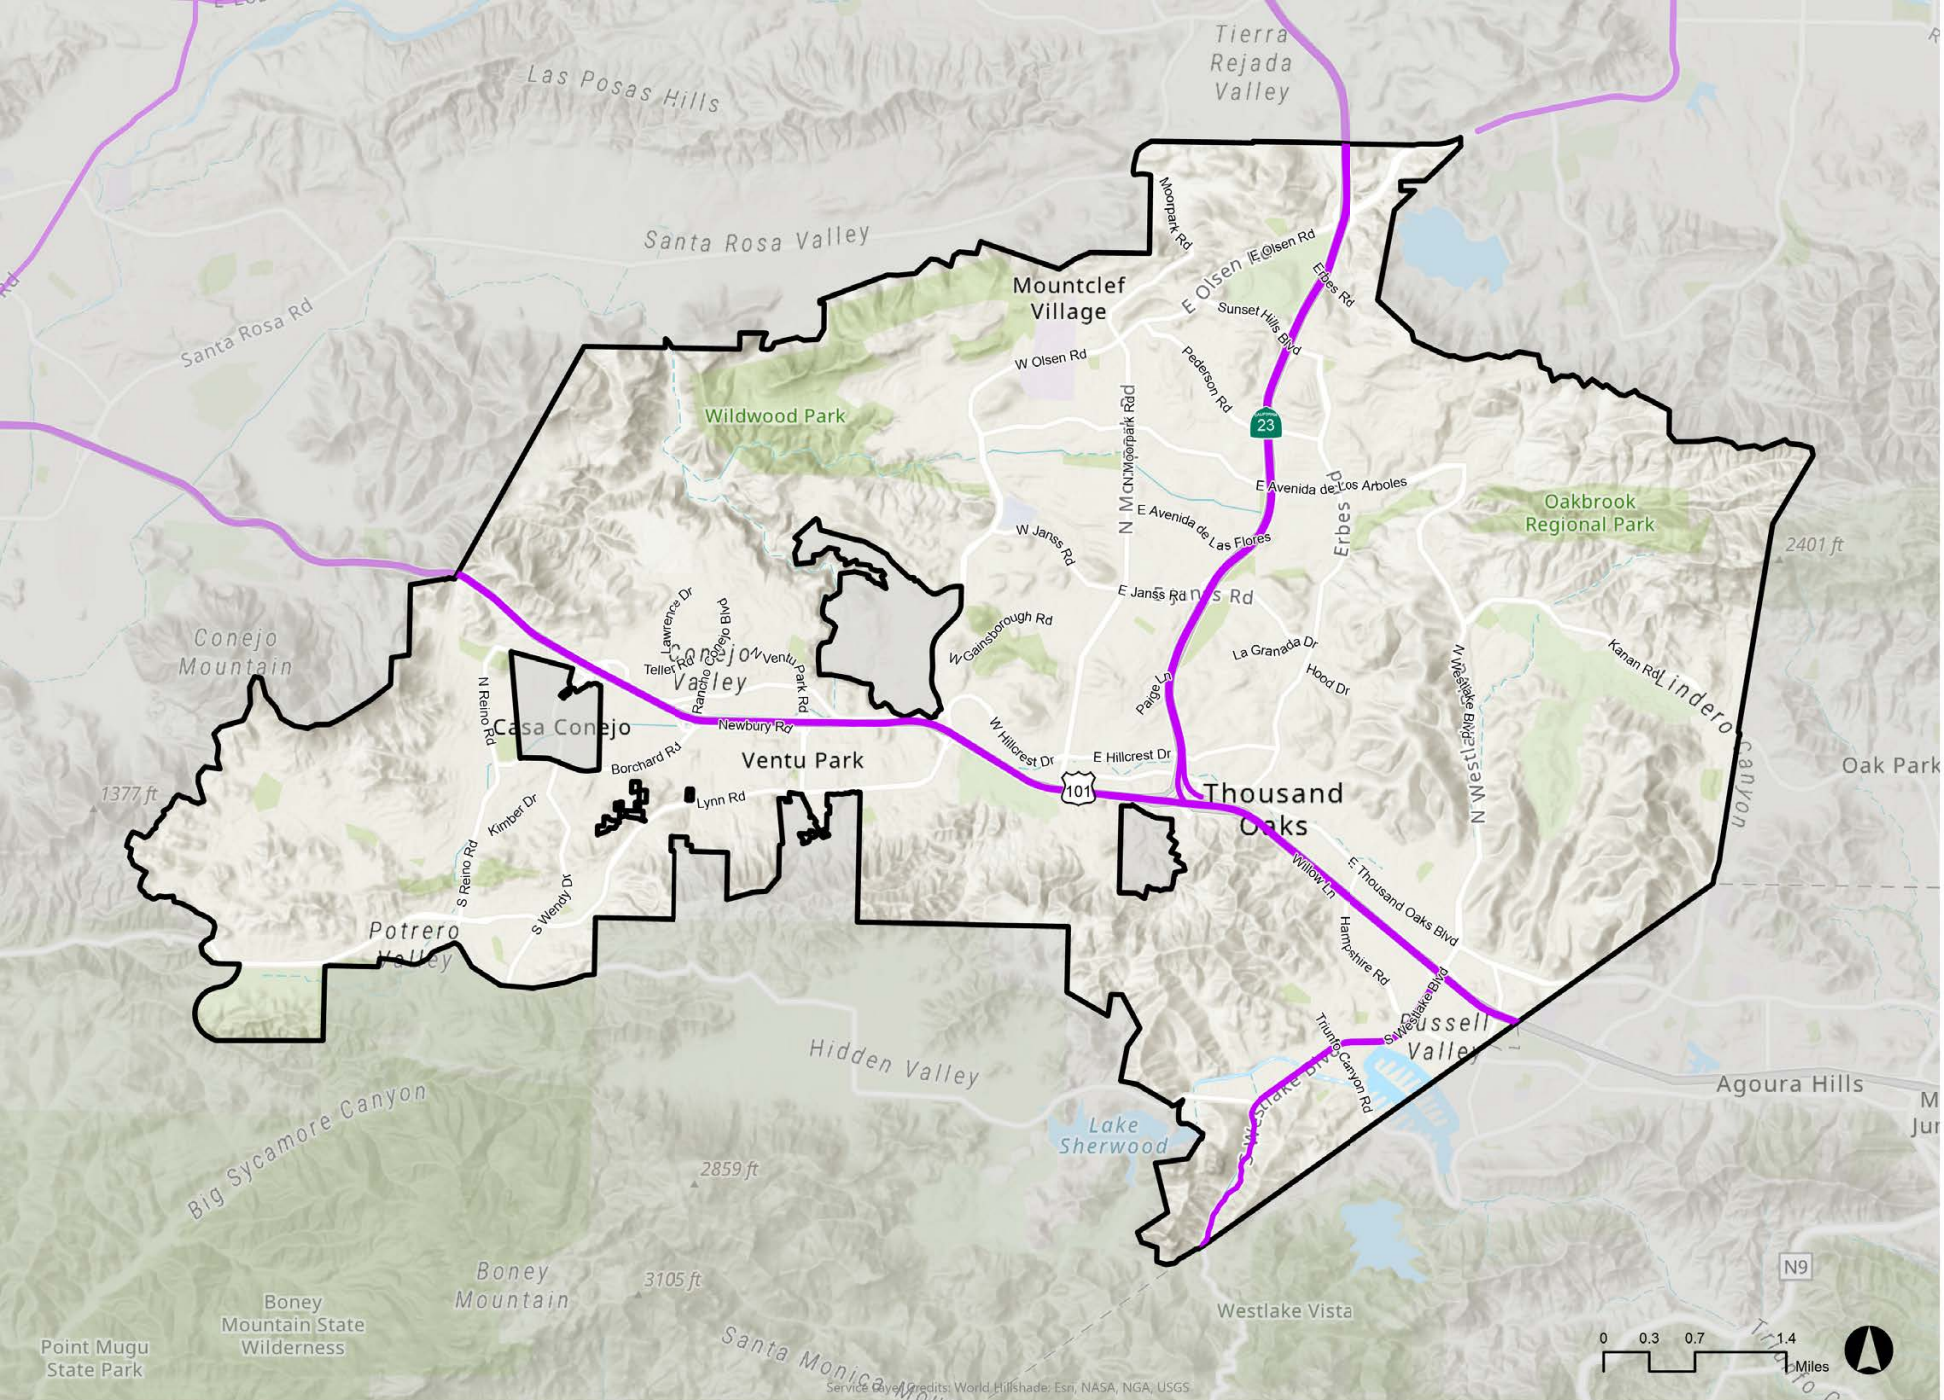 Tierra
Rejada
Valley
Las Posas Hills
Santa Rosa Valley
Santa Rosa Rd
Rd
Moorpark Rd
E Olsen Rd
E Olsen
Erbes Rd
Mountclef
Village
Sunset Hills Blvd
W Olsen Rd
Pederson Rd
Wildwood Park
N Moorpark Rd
CALIFORNIA
23
E Avenida de Los Arboles
Erbes Rd
Oakbrook
Regional Park
2401 ft
E Avenida de Las Flores
W Janss Rd
E Janss Rd
E Janss Rd
Lawrence Dr
Rancho Conejo Blvd
Conejo
Valley
Teller Rd
N Ventu Park Rd
W Gainsborough Rd
La Granada Dr
Hood Dr
Kanan Rd
Lindero
Canyon
N Westlake Blvd
N Westlake
Conejo
Mountain
N Reino Rd
Casa Conejo
Newbury Rd
Borchard Rd
Ventu Park
Paige Ln
W Hillcrest Dr
E Hillcrest Dr
101
Thousand
Oaks
Oak Park
1377 ft
Lynn Rd
Kimber Dr
S Reino Rd
S Wendy Dr
Willow Ln
E Thousand Oaks Blvd
Hampshire Rd
Potrero
Valley
S Westlake Blvd
Russell
Valley
Triunfo Canyon Rd
S Westlake Blvd
Hidden Valley
Agoura Hills
Big Sycamore Canyon
Lake
Sherwood
2859 ft
3105 ft
Boney
Mountain
Boney
Mountain State
Wilderness
Point Mugu
State Park
Westlake Vista
N9
Santa Monica
0 0.3 0.7 1.4
Miles
Service Layer Credits: World Hillshade: Esri, NASA, NGA, USGS